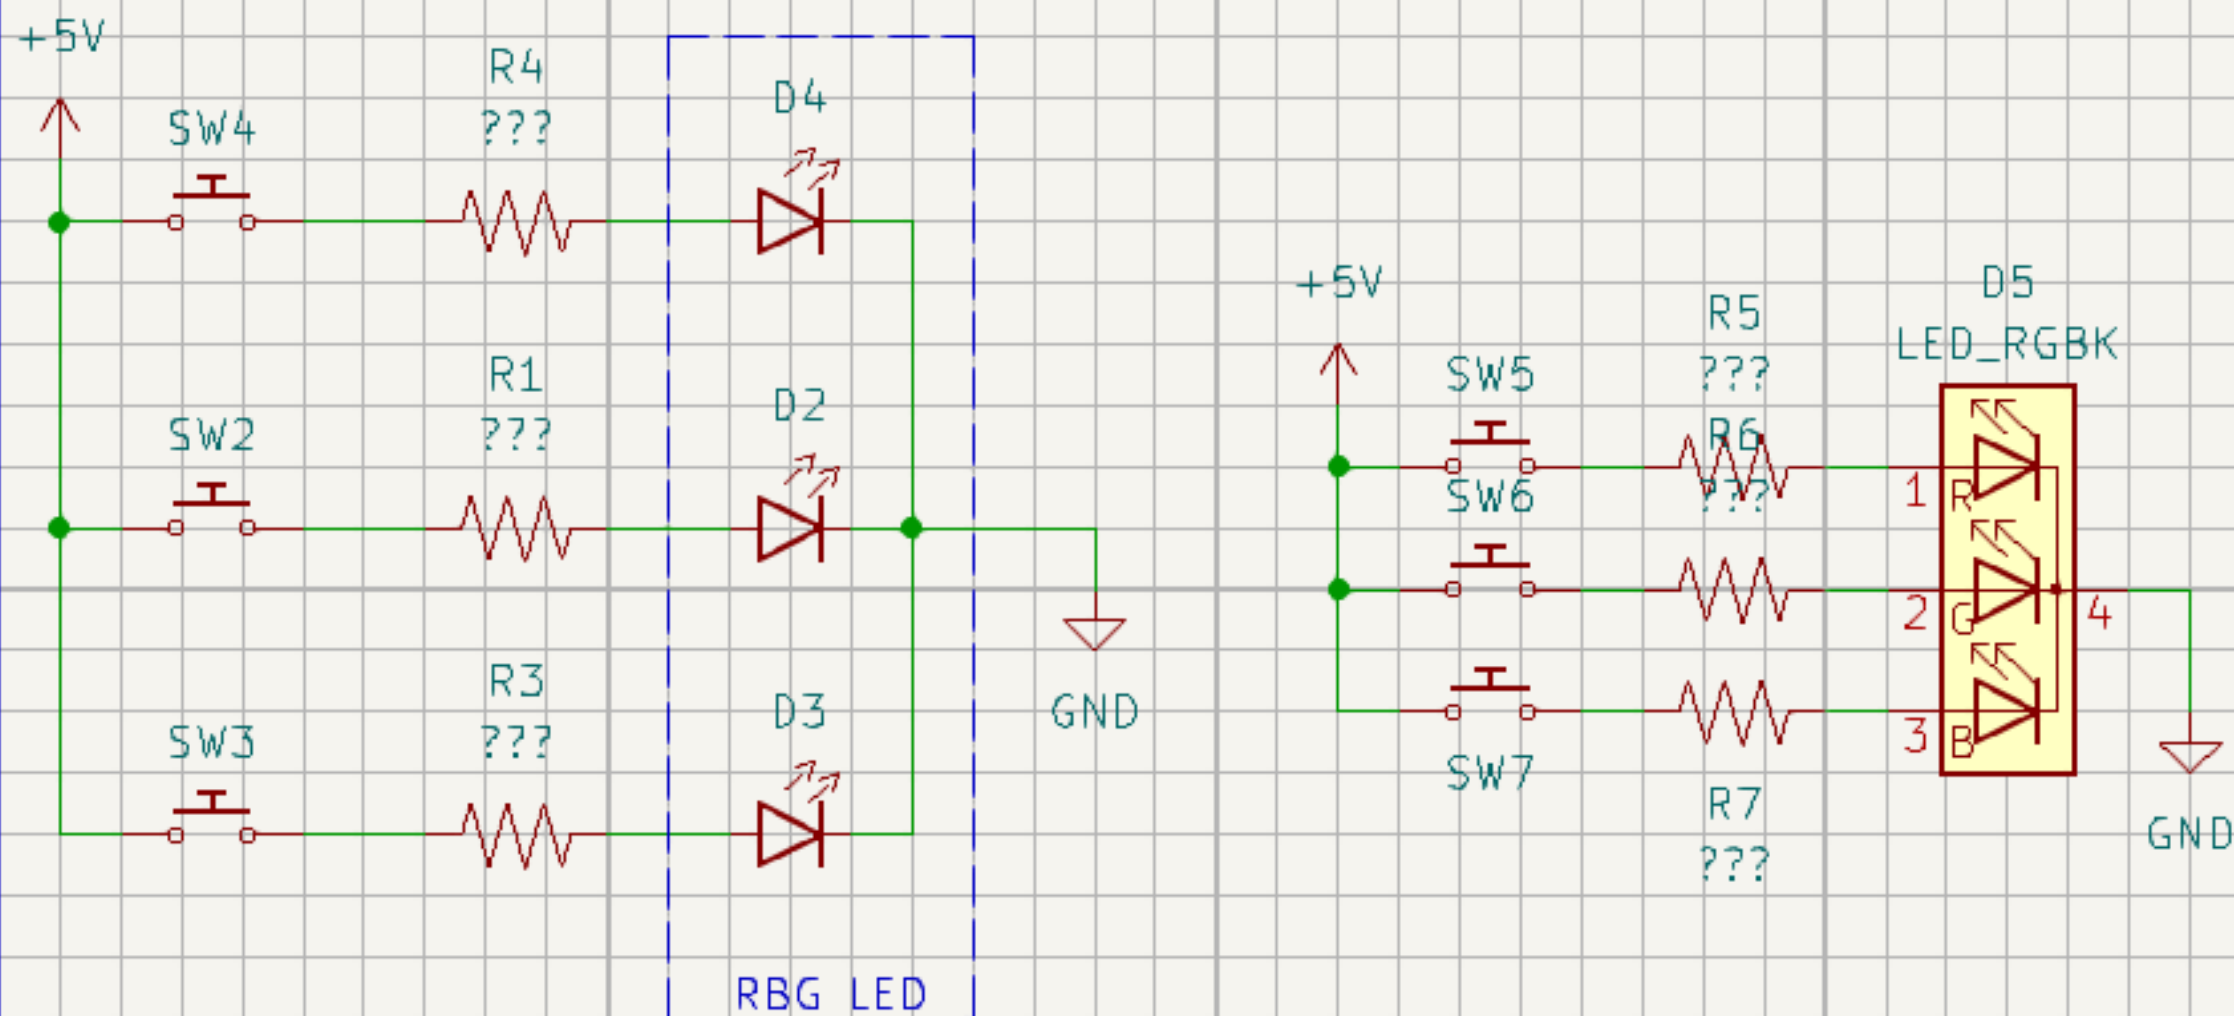 +5V
SW4
R4
???
D4
SW2
R1
???
D2
SW3
R3
???
D3
GND
RBG LED
+5V
SW5
R5
???
SW6
R6
???
SW7
R7
???
D5
LED_RGBK
1
R
2
G
3
B
4
GND